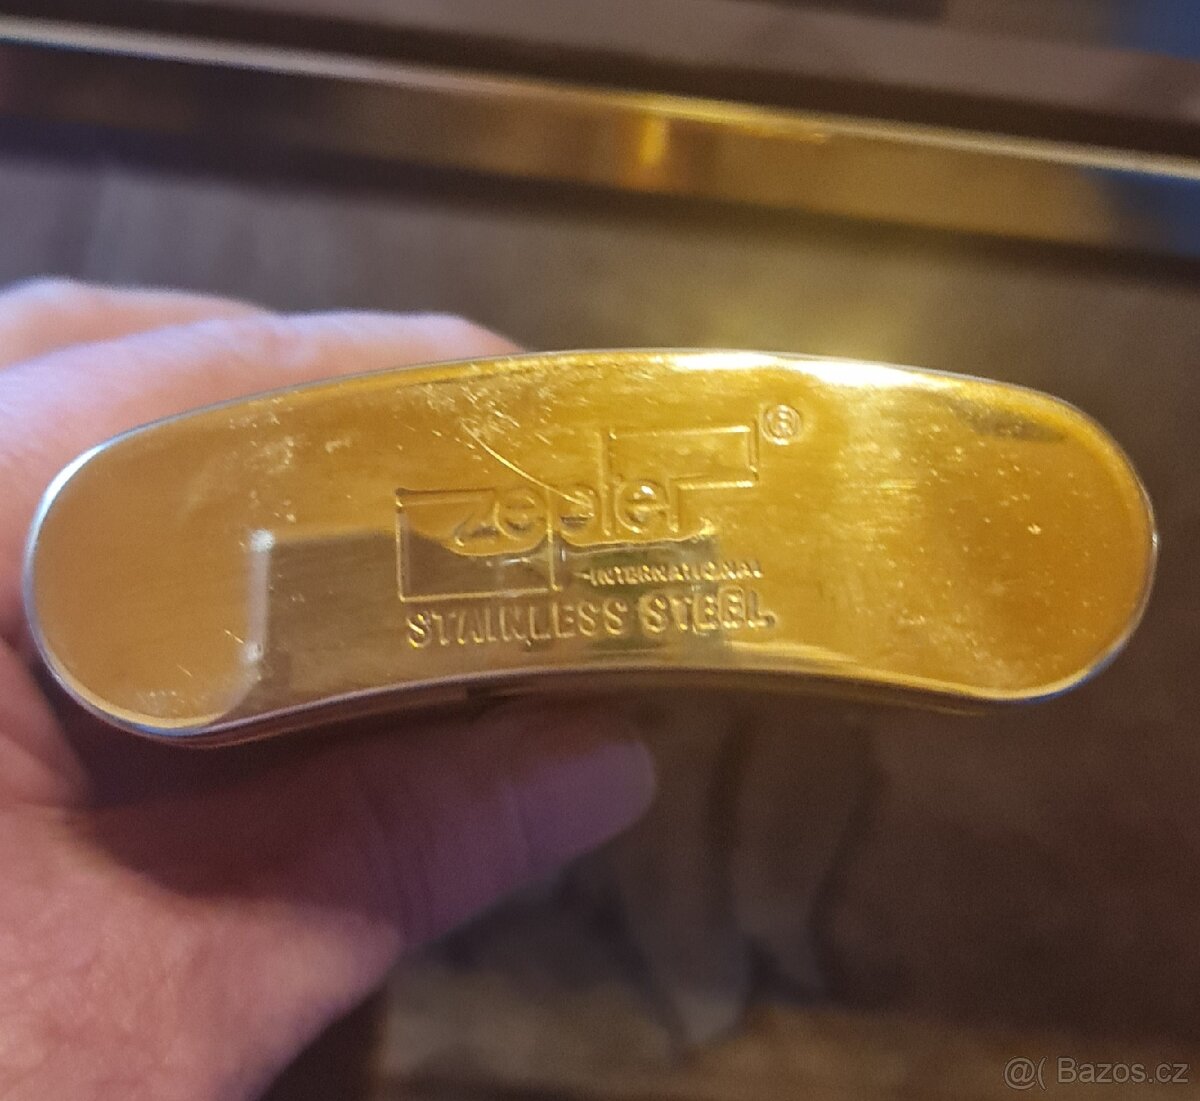 ®
zepter
INTERNATIONAL
STAINLESS STEEL
@( Bazos.cz